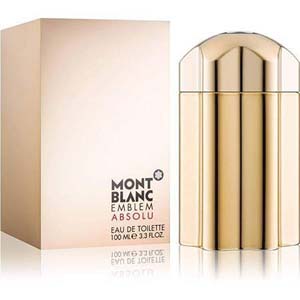 MONT
BLANC
EMBLEM
ABSOLU
EAU DE TOILETTE
100 ML ℮ 3.3 FL.OZ.